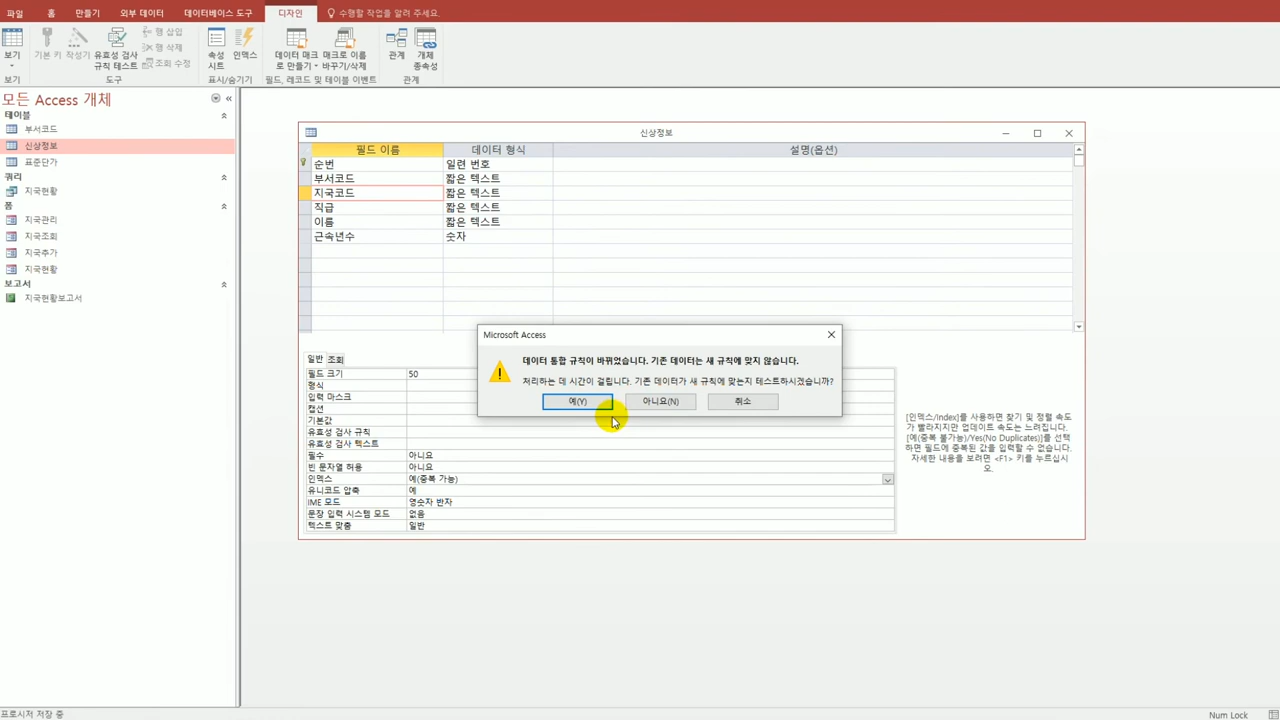 파일 홈 만들기 외부 데이터 데이터베이스 도구 디자인 수행할 작업을 알려 주세요.
보기
기본 키
작성기
유효성 검사
규칙 테스트
행 삽입
행 삭제
조회 수정
속성
시트
인덱스
데이터 매크
로 만들기
매크로 이름
바꾸기/삭제
관계
개체
종속성
보기 도구 표시/숨기기 필드, 레코드 및 테이블 이벤트 관계
모든 Access 개체
테이블
부서코드
신상정보
표준단가
쿼리
지국현황
폼
지국관리
지국조회
지국추가
지국현황
보고서
지국현황보고서
신상정보
필드 이름 데이터 형식 설명(옵션)
순번 일련 번호
부서코드 짧은 텍스트
지국코드 짧은 텍스트
직급 짧은 텍스트
이름 짧은 텍스트
근속년수 숫자
Microsoft Access
데이터 통합 규칙이 바뀌었습니다. 기존 데이터는 새 규칙에 맞지 않습니다.
처리하는 데 시간이 걸립니다. 기존 데이터가 새 규칙에 맞는지 테스트하시겠습니까?
예(Y) 아니요(N) 취소
일반 조회
필드 크기 50
형식
입력 마스크
캡션
기본값
유효성 검사 규칙
유효성 검사 텍스트
필수 아니요
빈 문자열 허용 아니요
인덱스 예(중복 가능)
유니코드 압축 예
IME 모드 영숫자 반자
문장 입력 시스템 모드 없음
텍스트 맞춤 일반
[인덱스/Index]를 사용하면 찾기 및 정렬 속도
가 빨라지지만 업데이트 속도는 느려집니다.
[예(중복 불가능)/Yes(No Duplicates)]를 선택
하면 필드에 중복된 값을 입력할 수 없습니다.
자세한 내용을 보려면 <F1> 키를 누르십시
오.
프로시저 저장 중
Num Lock